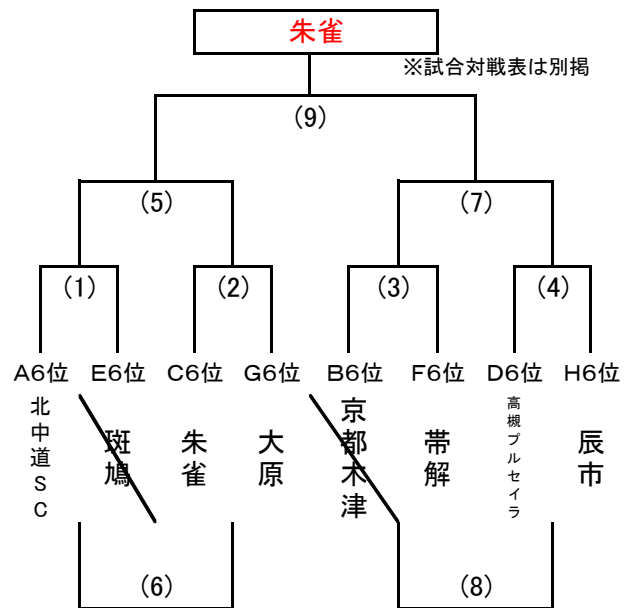 朱雀
※試合対戦表は別掲
(9)
(5)
(7)
(1)
(2)
(3)
(4)
A6位
E6位
C6位
G6位
B6位
F6位
D6位
H6位
北中道SC
斑鳩
朱雀
大原
京都木津
帯解
高槻プルセイラ
辰市
(6)
(8)